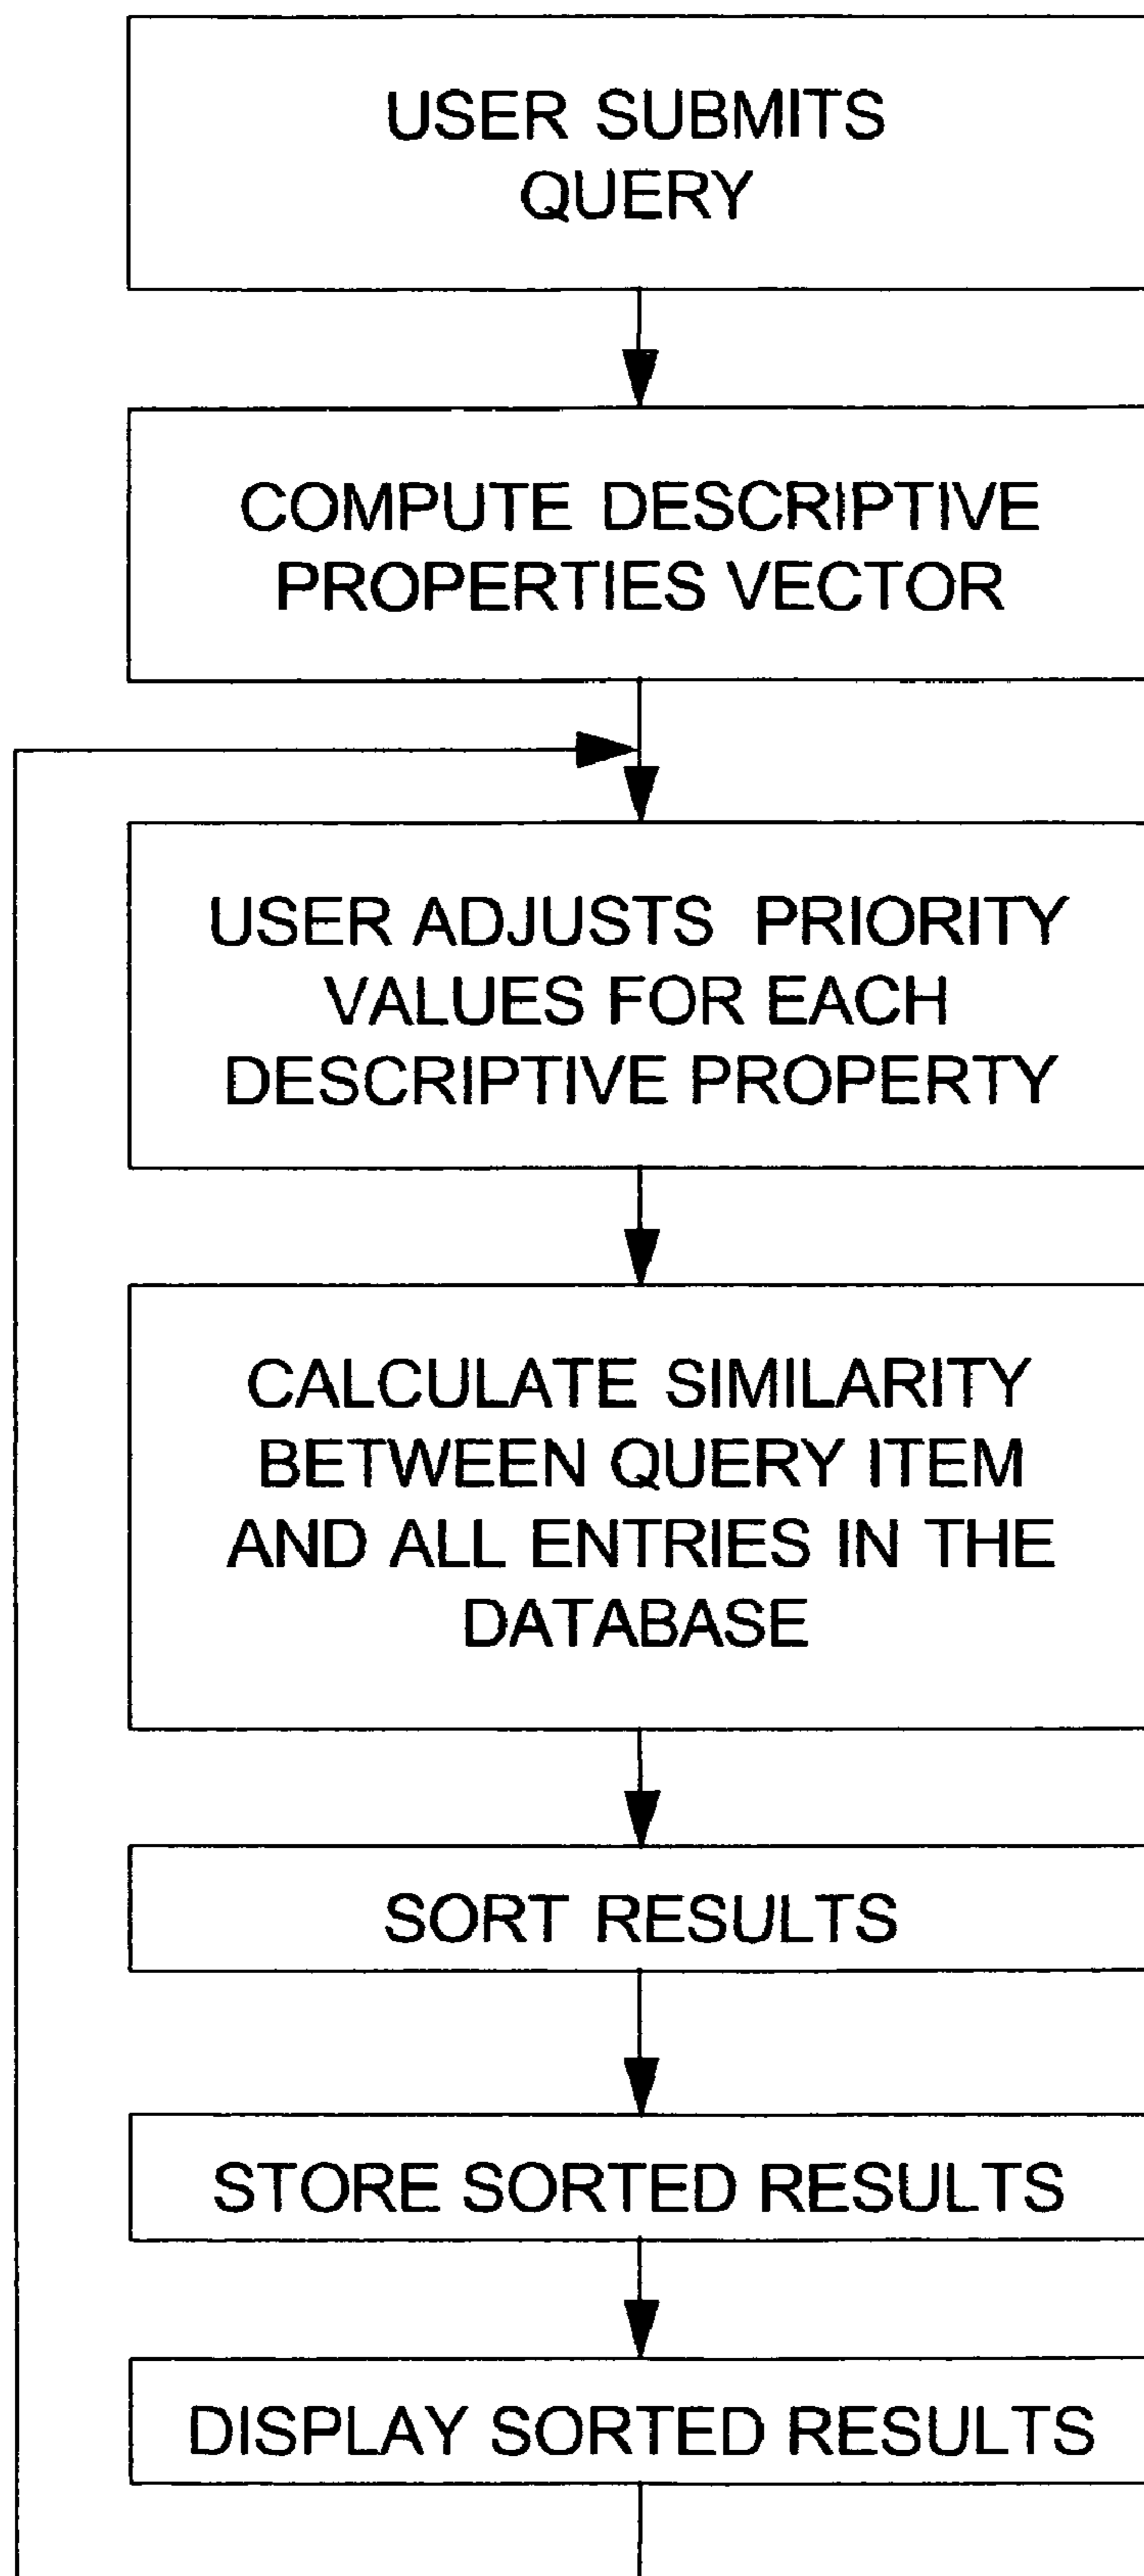 USER SUBMITS
QUERY
COMPUTE DESCRIPTIVE
PROPERTIES VECTOR
USER ADJUSTS PRIORITY
VALUES FOR EACH
DESCRIPTIVE PROPERTY
CALCULATE SIMILARITY
BETWEEN QUERY ITEM
AND ALL ENTRIES IN THE
DATABASE
SORT RESULTS
STORE SORTED RESULTS
DISPLAY SORTED RESULTS